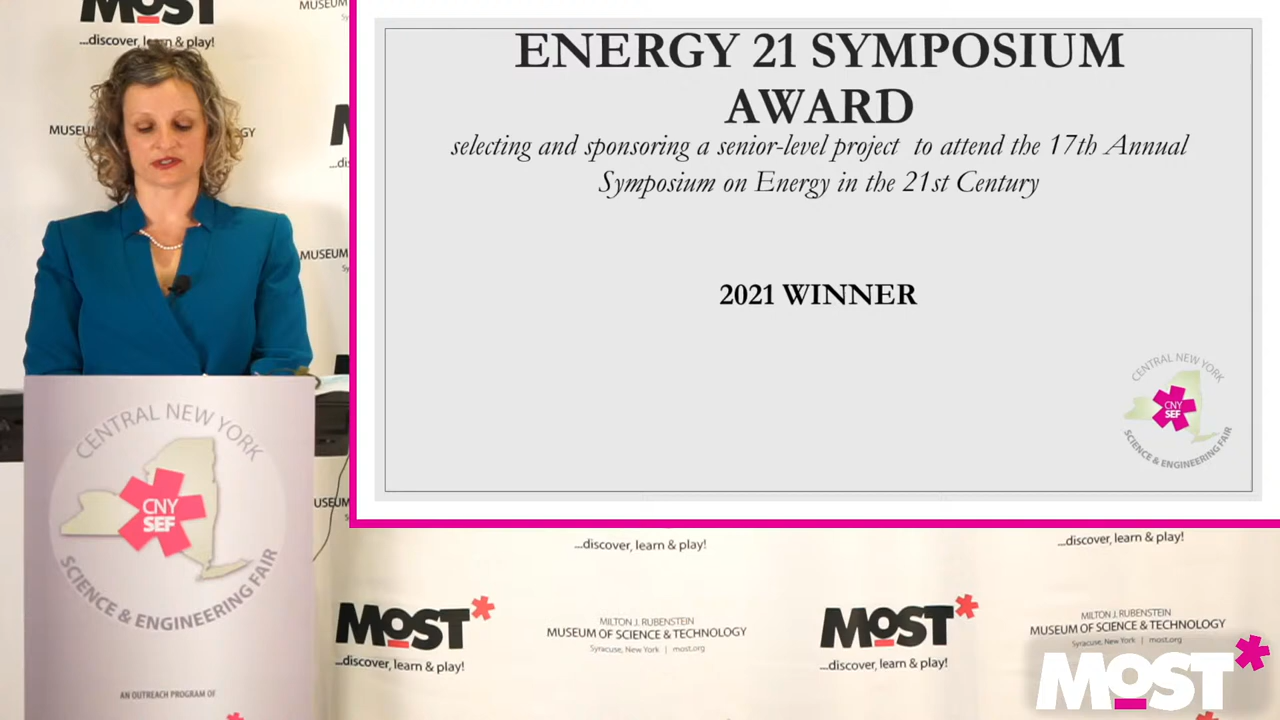 MOST
...discover, learn & play!
MUSEUM
MUSEU
GY
MUSEUM
MUSEUM
CENTRAL NEW YORK
CNY
SEF
SCIENCE & ENGINEERING FAIR
AN OUTREACH PROGRAM OF
ENERGY 21 SYMPOSIUM
AWARD
selecting and sponsoring a senior-level project to attend the 17th Annual
Symposium on Energy in the 21st Century
2021 WINNER
CENTRAL NEW YORK
CNY
SEF
SCIENCE & ENGINEERING FAIR
...discover, learn & play!
...discover, learn & play!
MOST
...discover, learn & play!
MILTON J. RUBENSTEIN
MUSEUM OF SCIENCE & TECHNOLOGY
Syracuse, New York | most.org
MOST
...discover, learn & play!
MILTON J. RUBENSTEIN
MUSEUM OF SCIENCE & TECHNOLOGY
Syracuse, New York | most.org
MOST